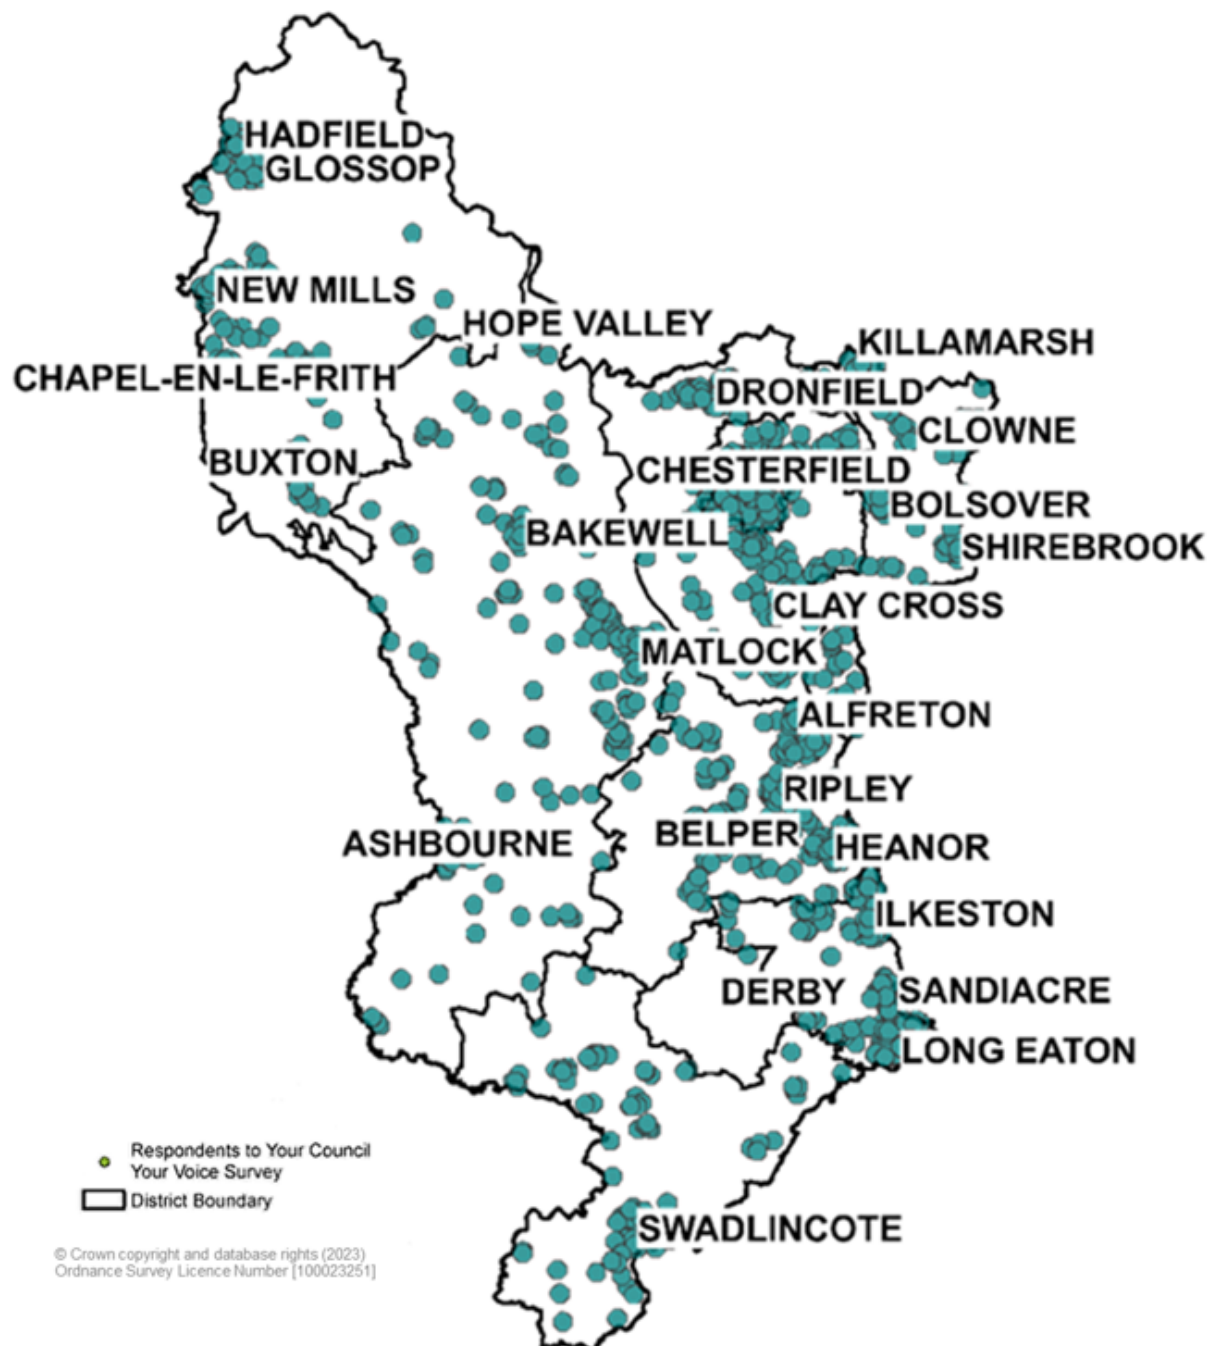 HADFIELD
GLOSSOP
NEW MILLS
HOPE VALLEY
KILLAMARSH
CHAPEL-EN-LE-FRITH
DRONFIELD
CLOWNE
BUXTON
CHESTERFIELD
BOLSOVER
BAKEWELL
SHIREBROOK
CLAY CROSS
MATLOCK
ALFRETON
RIPLEY
BELPER
ASHBOURNE
HEANOR
ILKESTON
DERBY
SANDIACRE
LONG EATON
Respondents to Your Council
Your Voice Survey
District Boundary
SWADLINCOTE
© Crown copyright and database rights (2023)
Ordnance Survey Licence Number [100023251]